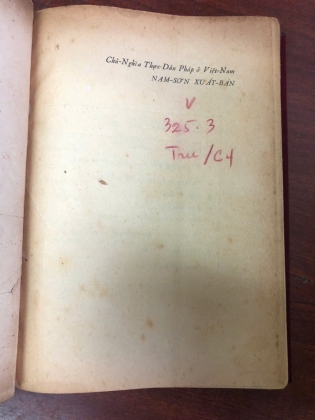 Chủ-Nghĩa Thực-Dân Pháp ở Việt-Nam
NAM-SƠN XUẤT-BẢN
V
325.3
Tru/C4